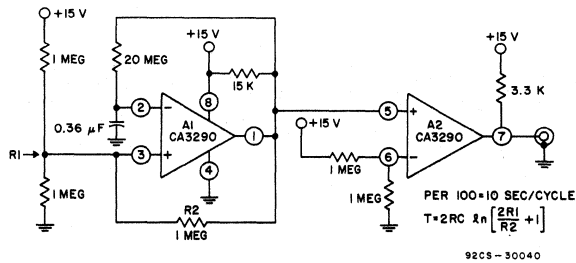 +15 V
1 MEG
20 MEG
+15 V
15 K
8
2
−
A1
CA3290
1
0.36 μF
R1
3
+
4
1 MEG
R2
1 MEG
+15 V
3.3 K
5
+
A2
CA3290
7
+15 V
6
−
1 MEG
1 MEG
PER 100=10 SEC/CYCLE
T=2RC ℓn [2R1/R2 +1]
92CS-30040